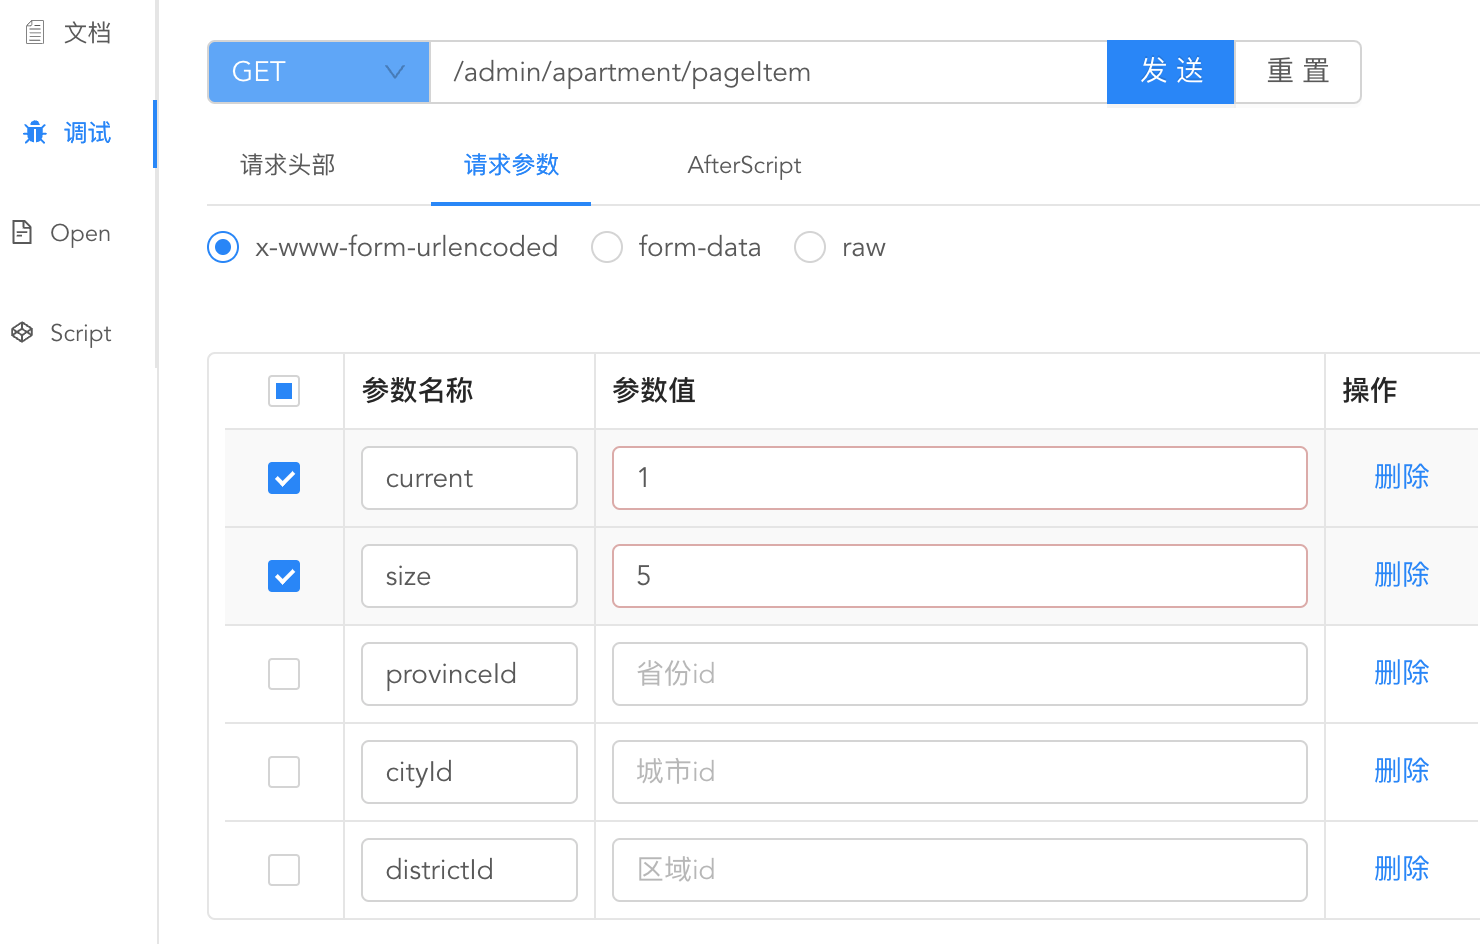 文档
调试
Open
Script
GET /admin/apartment/pageItem 发 送 重 置
请求头部 请求参数 AfterScript
x-www-form-urlencoded form-data raw
参数名称 参数值 操作
current 1 删除
size 5 删除
provinceId 省份id 删除
cityId 城市id 删除
districtId 区域id 删除